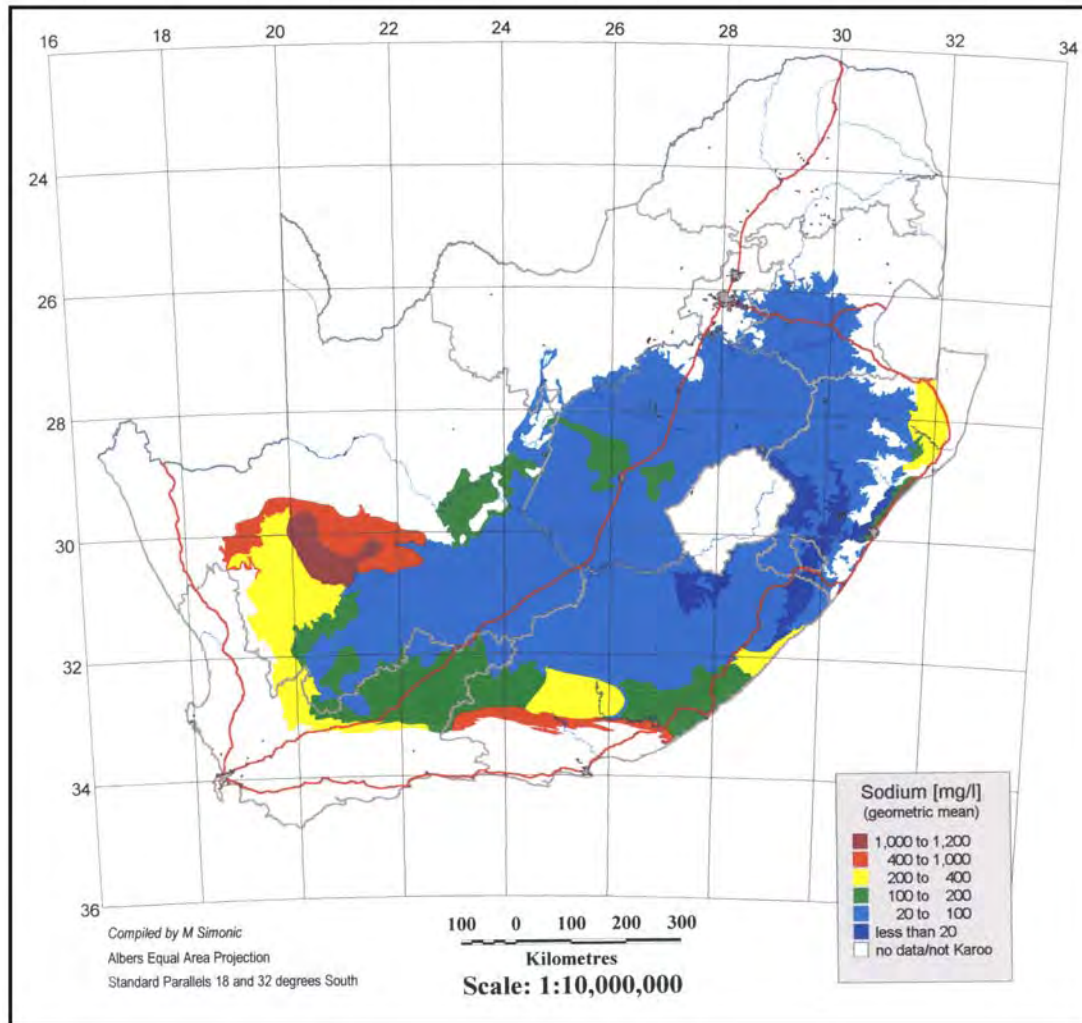 16
18
20
22
24
26
28
30
32
34
24
26
28
30
32
34
36
Sodium [mg/l]
(geometric mean)
1,000 to 1,200
400 to 1,000
200 to 400
100 to 200
20 to 100
less than 20
no data/not Karoo
Compiled by M Simonic
Albers Equal Area Projection
Standard Parallels 18 and 32 degrees South
100 0 100 200 300
Kilometres
Scale: 1:10,000,000